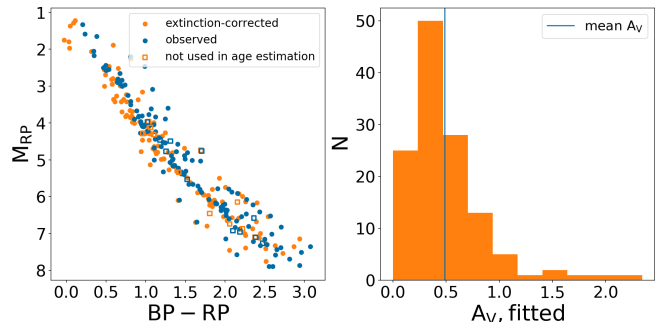 extinction-corrected
observed
not used in age estimation
1
2
3
4
5
6
7
8
M_RP
0.0 0.5 1.0 1.5 2.0 2.5 3.0
BP − RP
mean A_V
50
40
30
20
10
0
N
0.0 0.5 1.0 1.5 2.0
A_V, fitted